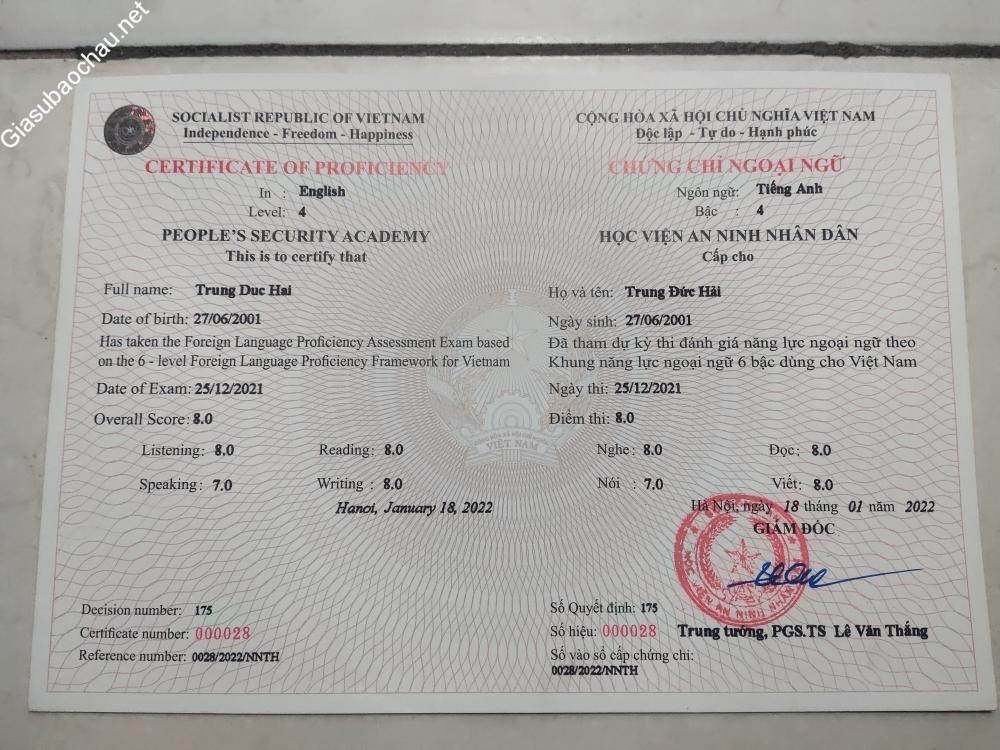 Giasubaochau.net
SOCIALIST REPUBLIC OF VIETNAM
Independence - Freedom - Happiness
CERTIFICATE OF PROFICIENCY
In : English
Level: 4
PEOPLE'S SECURITY ACADEMY
This is to certify that
Full name: Trung Duc Hai
Date of birth: 27/06/2001
Has taken the Foreign Language Proficiency Assessment Exam based
on the 6 - level Foreign Language Proficiency Framework for Vietnam
Date of Exam: 25/12/2021
Overall Score: 8.0
Listening: 8.0 Reading: 8.0
Speaking: 7.0 Writing : 8.0
Hanoi, January 18, 2022
Decision number: 175
Certificate number: 000028
Reference number: 0028/2022/NNTH
CỘNG HÒA XÃ HỘI CHỦ NGHĨA VIỆT NAM
Độc lập - Tự do - Hạnh phúc
CHỨNG CHỈ NGOẠI NGỮ
Ngôn ngữ: Tiếng Anh
Bậc : 4
HỌC VIỆN AN NINH NHÂN DÂN
Cấp cho
Họ và tên: Trung Đức Hải
Ngày sinh: 27/06/2001
Đã tham dự kỳ thi đánh giá năng lực ngoại ngữ theo
Khung năng lực ngoại ngữ 6 bậc dùng cho Việt Nam
Ngày thi: 25/12/2021
Điểm thi: 8.0
Nghe : 8.0 Đọc: 8.0
Nói : 7.0 Viết: 8.0
Hà Nội, ngày 18 tháng 01 năm 2022
GIÁM ĐỐC
HỌC VIỆN AN NINH NHÂN
Số Quyết định: 175
Số hiệu: 000028
Trung tướng, PGS.TS Lê Văn Thắng
Số vào sổ cấp chứng chỉ:
0028/2022/NNTH
VIỆT NAM